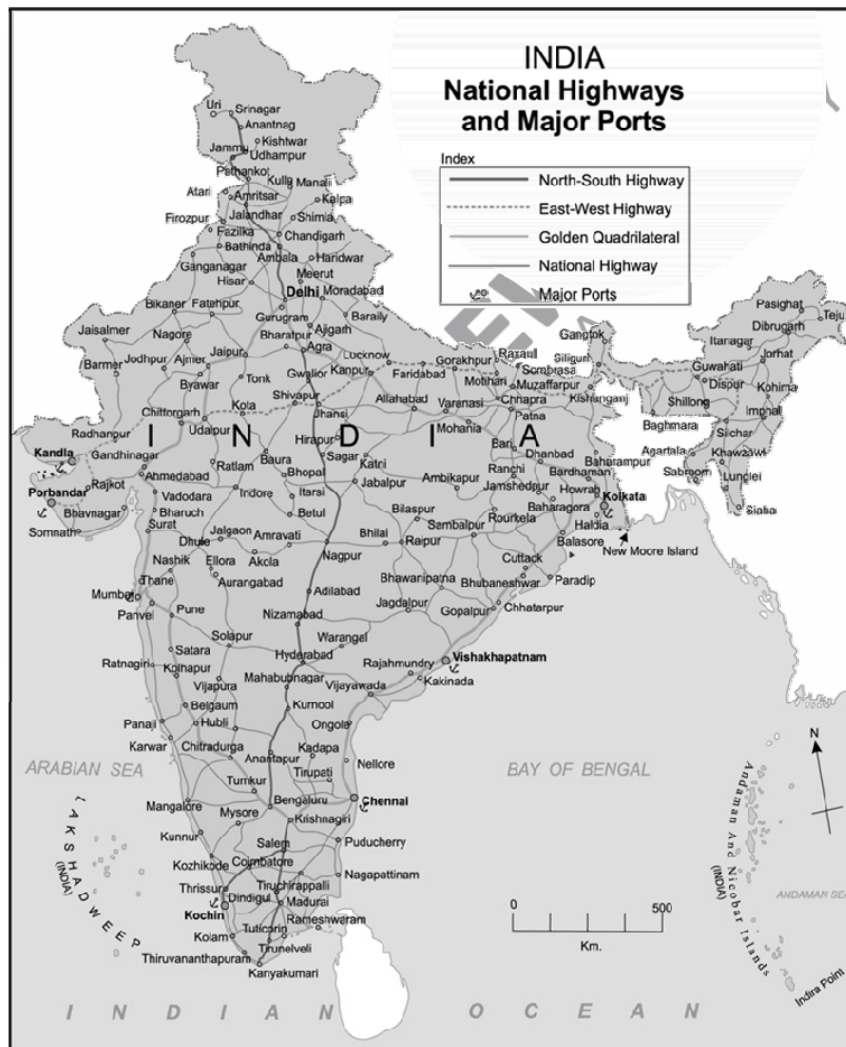 INDIA
National Highways
and Major Ports
Index
North-South Highway
East-West Highway
Golden Quadrilateral
National Highway
Major Ports
Uri
Srinagar
Anantnag
Kishtwar
Jammu
Udhampur
Pathankot
Kullu
Manali
Atari
Amritsar
Kalpa
Jalandhar
Shimla
Firozpur
Fazilka
Chandigarh
Bathinda
Ambala
Haridwar
Ganganagar
Meerut
Hisar
Delhi
Moradabad
Bikaner
Fatehpur
Gurugram
Baraily
Jaisalmer
Nagore
Bharatpur
Ajigarh
Agra
Barmer
Jodhpur
Ajmer
Jaipur
Lucknow
Gorakhpur
Raxaull
Gangtok
Siliguri
Sombrasa
Byawar
Tonk
Gwalior
Kanpur
Faridabad
Motihari
Muzaffarpur
Kishanganj
Pasighat
Teju
Dibrugarh
Itanagar
Jorhat
Guwahati
Dispur
Kohima
Shillong
Imphal
Baghmara
Silchar
Agartala
Khawzawl
Sabroom
Lunglei
Siaha
Chittorgarh
Kota
Shivapur
Jhansi
Allahabad
Varanasi
Chhapra
Patna
Mohania
Radhanpur
Udaipur
I N D I A
Kandla
Gandhinagar
Ahmedabad
Ratlam
Baura
Bhopal
Hirapur
Sagar
Katri
Bari
Dhanbad
Baharampur
Ranchi
Bardhaman
Porbandar
Rajkot
Vadodara
Indore
Itarsi
Jabalpur
Ambikapur
Jamshedpur
Howrah
Kolkata
Bhavnagar
Bharuch
Betul
Bilaspur
Rourkela
Baharagora
Haldia
Somnath
Surat
Jalgaon
Amravati
Bhilai
Sambalpur
Balasore
New Moore Island
Dhule
Nagpur
Raipur
Nashik
Ellora
Akola
Cuttack
Thane
Aurangabad
Adilabad
Bhawanipatna
Bhubaneshwar
Paradip
Mumbai
Panvel
Pune
Nizamabad
Jagdalpur
Gopalpur
Chhatarpur
Solapur
Warangal
Satara
Hyderabad
Vishakhapatnam
Ratnagiri
Kolhapur
Rajahmundry
Vijapura
Mahabubnagar
Vijayawada
Kakinada
Belgaum
Kurnool
Panaji
Hubli
Ongole
Karwar
Chitradurga
Kadapa
Anantapur
Nellore
Tirupati
Tumkur
ARABIAN SEA
BAY OF BENGAL
N
Mangalore
Bengaluru
Chennai
Mysore
Krishnagiri
Kunnur
Salem
Puducherry
Kozhikode
Coimbatore
Nagapattinam
Thrissur
Tiruchirappalli
Dindigul
Madurai
Kochin
Rameshwaram
Kolam
Tuticorin
Tirunelveli
Thiruvananthapuram
Kanyakumari
LAKSHADWEEP
(INDIA)
Andaman And Nicobar Islands
(INDIA)
ANDAMAN SEA
Indira Point
0 500
Km.
INDIAN OCEAN